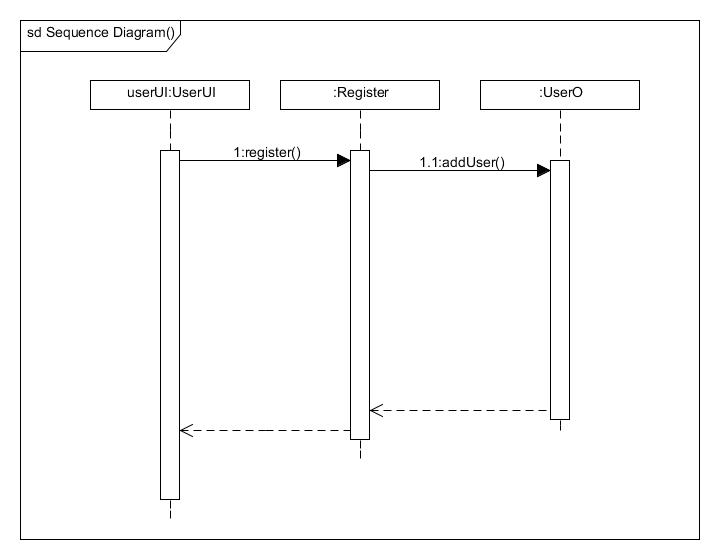 sd Sequence Diagram()
userUI:UserUI
:Register
:UserO
1:register()
1.1:addUser()